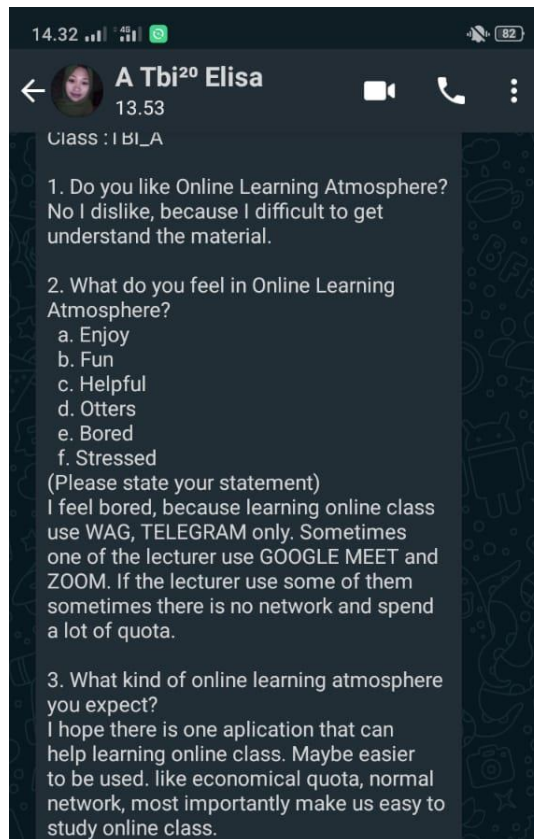 14.32
82
A Tbi²⁰ Elisa
13.53
Class :TBI_A
1. Do you like Online Learning Atmosphere?
No I dislike, because I difficult to get
understand the material.
2. What do you feel in Online Learning
Atmosphere?
a. Enjoy
b. Fun
c. Helpful
d. Otters
e. Bored
f. Stressed
(Please state your statement)
I feel bored, because learning online class
use WAG, TELEGRAM only. Sometimes
one of the lecturer use GOOGLE MEET and
ZOOM. If the lecturer use some of them
sometimes there is no network and spend
a lot of quota.
3. What kind of online learning atmosphere
you expect?
I hope there is one aplication that can
help learning online class. Maybe easier
to be used. like economical quota, normal
network, most importantly make us easy to
study online class.